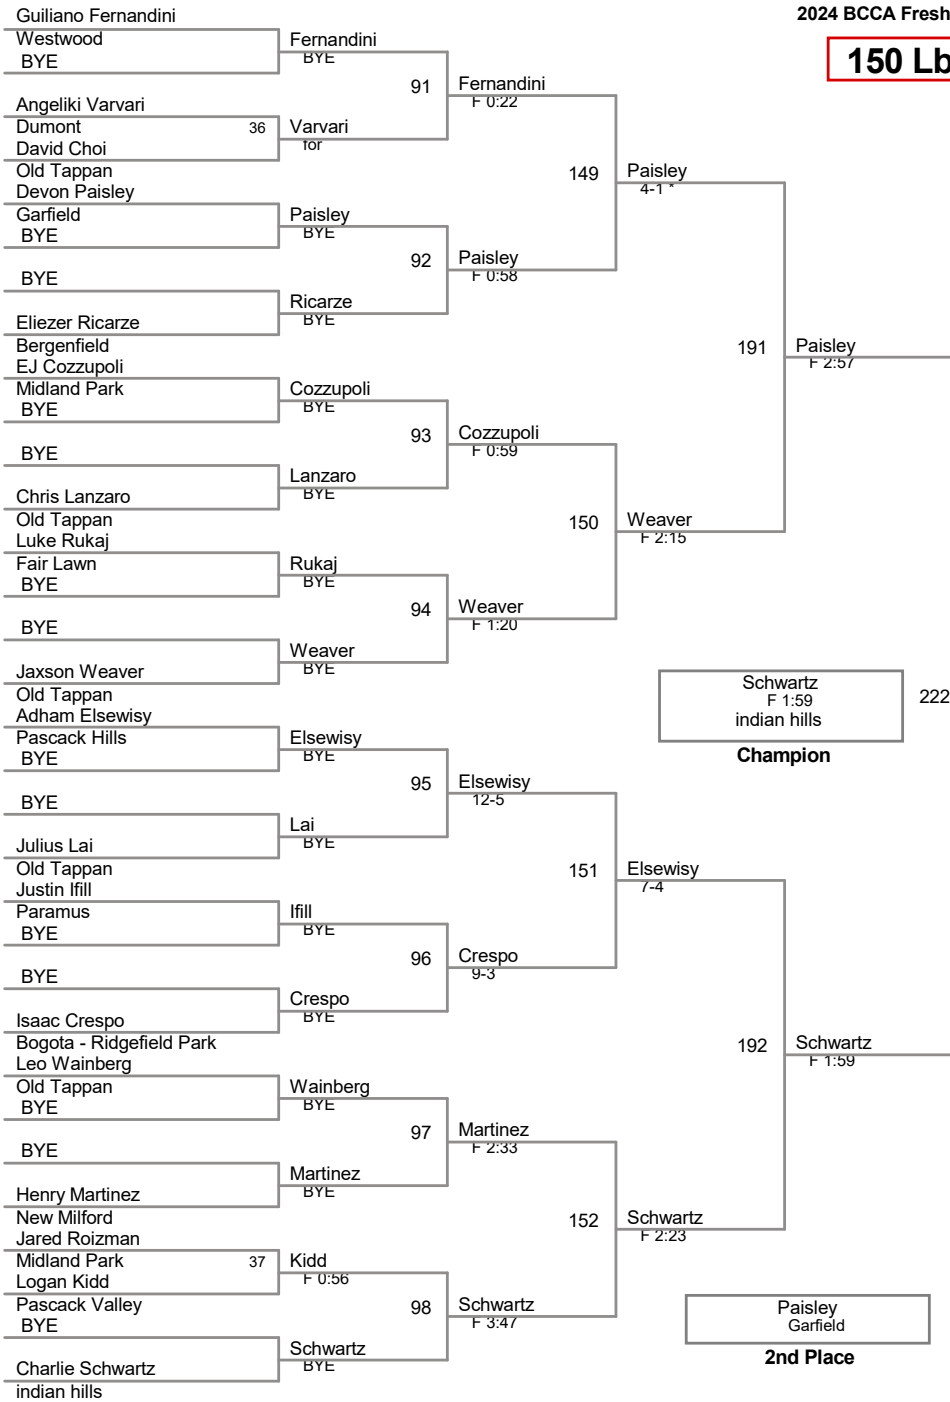 Guiliano Fernandini
2024 BCCA Fresh
Westwood
Fernandini
BYE
BYE
150 Lb
91
Fernandini
F 0:22
Angeliki Varvari
Dumont
36
Varvari
for
David Choi
Old Tappan
149
Paisley
4-1 *
Devon Paisley
Garfield
Paisley
BYE
BYE
92
Paisley
F 0:58
BYE
Ricarze
BYE
Eliezer Ricarze
Bergenfield
191
Paisley
F 2:57
EJ Cozzupoli
Midland Park
Cozzupoli
BYE
BYE
93
Cozzupoli
F 0:59
BYE
Lanzaro
BYE
Chris Lanzaro
Old Tappan
150
Weaver
F 2:15
Luke Rukaj
Fair Lawn
Rukaj
BYE
BYE
94
Weaver
F 1:20
BYE
Weaver
BYE
Jaxson Weaver
Old Tappan
Schwartz
F 1:59
indian hills
222
Champion
Adham Elsewisy
Pascack Hills
Elsewisy
BYE
BYE
95
Elsewisy
12-5
BYE
Lai
BYE
Julius Lai
Old Tappan
151
Elsewisy
7-4
Justin Ifill
Paramus
Ifill
BYE
BYE
96
Crespo
9-3
BYE
Crespo
BYE
Isaac Crespo
Bogota - Ridgefield Park
192
Schwartz
F 1:59
Leo Wainberg
Old Tappan
Wainberg
BYE
BYE
97
Martinez
F 2:33
BYE
Martinez
BYE
Henry Martinez
New Milford
152
Schwartz
F 2:23
Jared Roizman
Midland Park
37
Kidd
F 0:56
Logan Kidd
Pascack Valley
98
Schwartz
F 3:47
BYE
Schwartz
BYE
Charlie Schwartz
indian hills
Paisley
Garfield
2nd Place